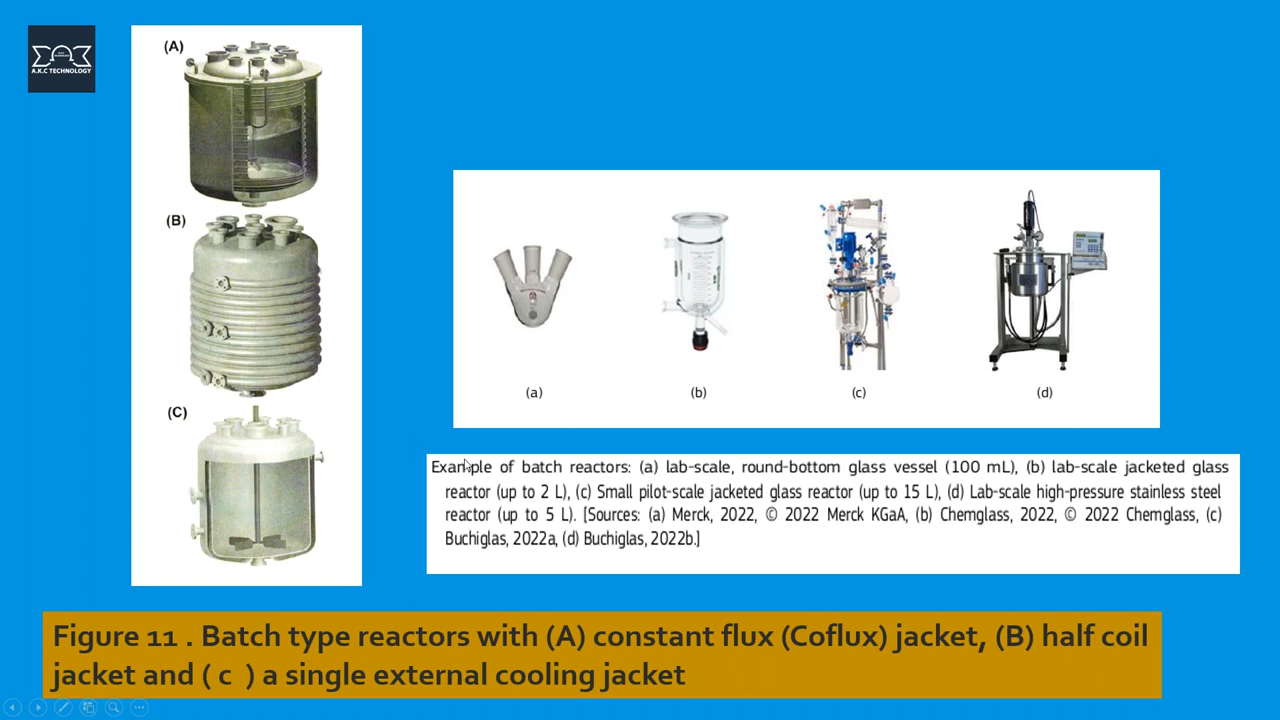 A.K.C TECHNOLOGY
(A)
(B)
(C)
(a)
(b)
(c)
(d)
Example of batch reactors: (a) lab-scale, round-bottom glass vessel (100 mL), (b) lab-scale jacketed glass
reactor (up to 2 L), (c) Small pilot-scale jacketed glass reactor (up to 15 L), (d) Lab-scale high-pressure stainless steel
reactor (up to 5 L). [Sources: (a) Merck, 2022, © 2022 Merck KGaA, (b) Chemglass, 2022, © 2022 Chemglass, (c)
Buchiglas, 2022a, (d) Buchiglas, 2022b.]
Figure 11 . Batch type reactors with (A) constant flux (Coflux) jacket, (B) half coil
jacket and ( c ) a single external cooling jacket